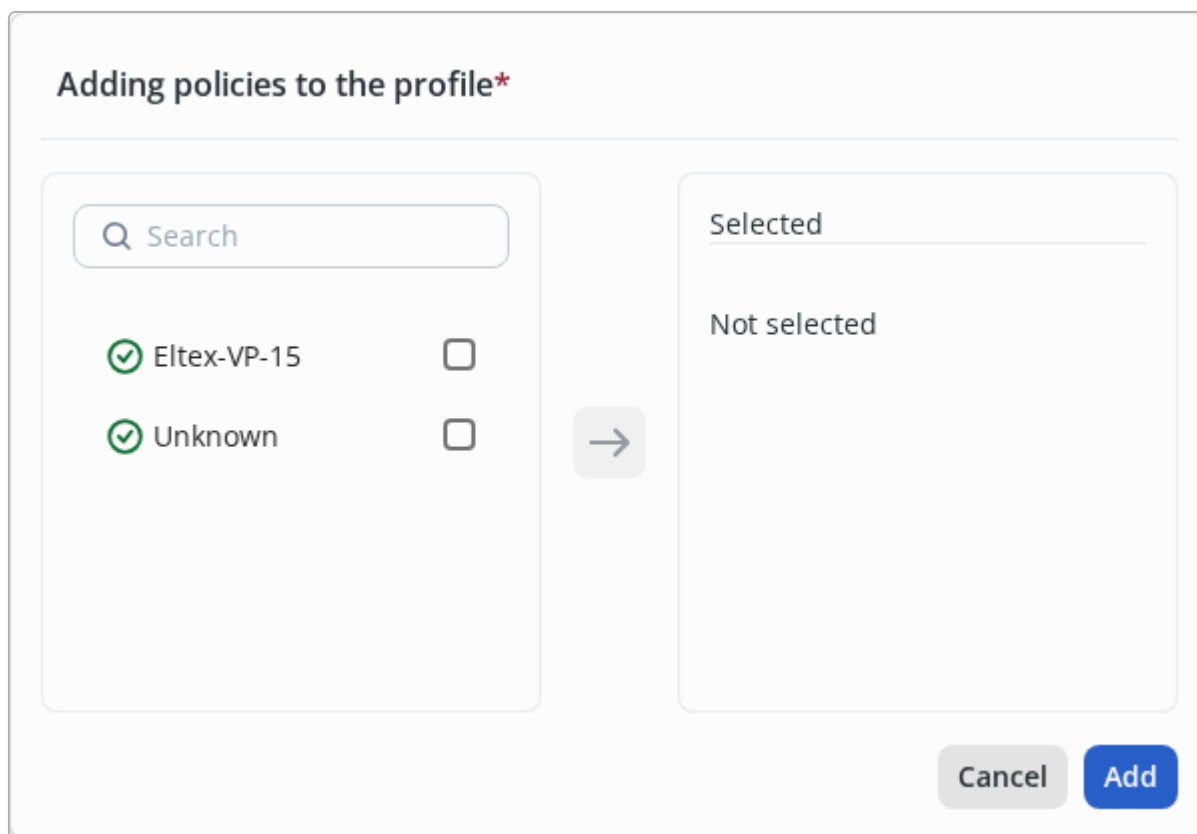 Adding policies to the profile*
Search
Eltex-VP-15
Unknown
Selected
Not selected
Cancel
Add